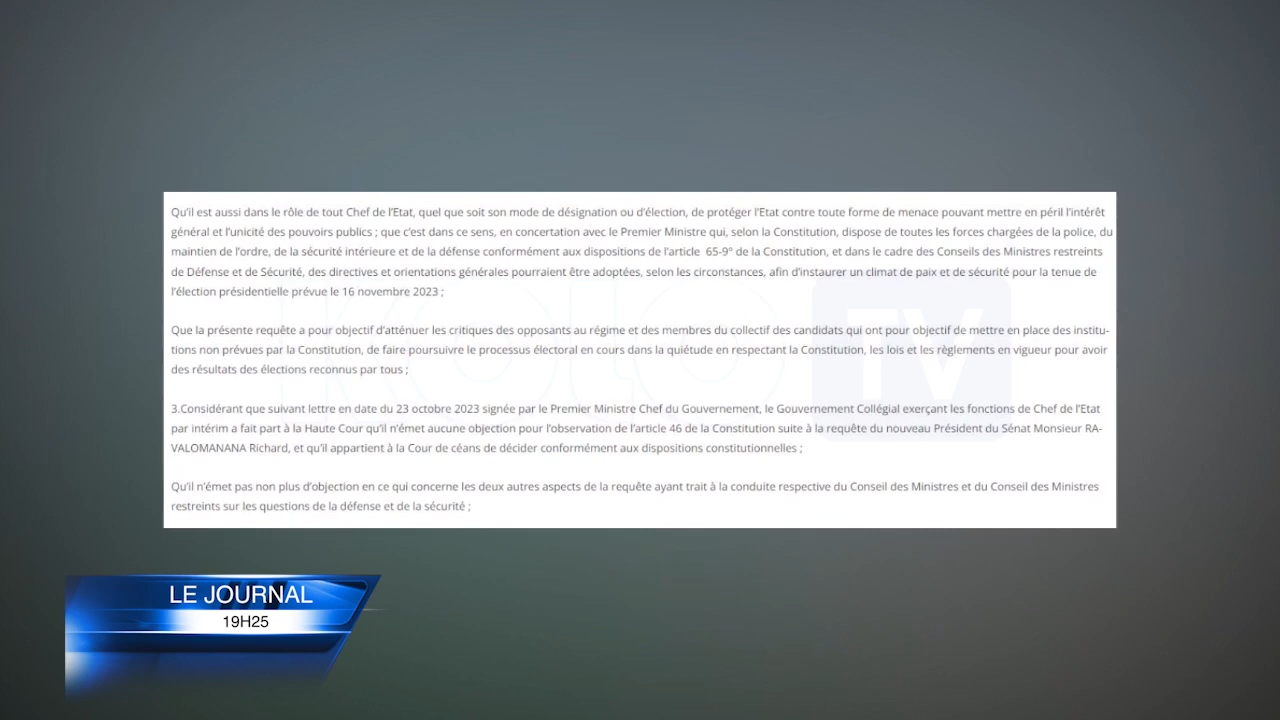 Qu'il est aussi dans le rôle de tout Chef de l'Etat, quel que soit son mode de désignation ou d'élection, de protéger l'Etat contre toute forme de menace pouvant mettre en péril l'intérêt
général et l'unicité des pouvoirs publics ; que c'est dans ce sens, en concertation avec le Premier Ministre qui, selon la Constitution, dispose de toutes les forces chargées de la police, du
maintien de l'ordre, de la sécurité intérieure et de la défense conformément aux dispositions de l'article 65-9° de la Constitution, et dans le cadre des Conseils des Ministres restreints
de Défense et de Sécurité, des directives et orientations générales pourraient être adoptées, selon les circonstances, afin d'instaurer un climat de paix et de sécurité pour la tenue de
l'élection présidentielle prévue le 16 novembre 2023 ;
Que la présente requête a pour objectif d'atténuer les critiques des opposants au régime et des membres du collectif des candidats qui ont pour objectif de mettre en place des institu-
tions non prévues par la Constitution, de faire poursuivre le processus électoral en cours dans la quiétude en respectant la Constitution, les lois et les règlements en vigueur pour avoir
des résultats des élections reconnus par tous ;
3.Considérant que suivant lettre en date du 23 octobre 2023 signée par le Premier Ministre Chef du Gouvernement, le Gouvernement Collégial exerçant les fonctions de Chef de l'Etat
par intérim a fait part à la Haute Cour qu'il n'émet aucune objection pour l'observation de l'article 46 de la Constitution suite à la requête du nouveau Président du Sénat Monsieur RA-
VALOMANANA Richard, et qu'il appartient à la Cour de céans de décider conformément aux dispositions constitutionnelles ;
Qu'il n'émet pas non plus d'objection en ce qui concerne les deux autres aspects de la requête ayant trait à la conduite respective du Conseil des Ministres et du Conseil des Ministres
restreints sur les questions de la défense et de la sécurité ;
KOLO TV
LE JOURNAL
19H25